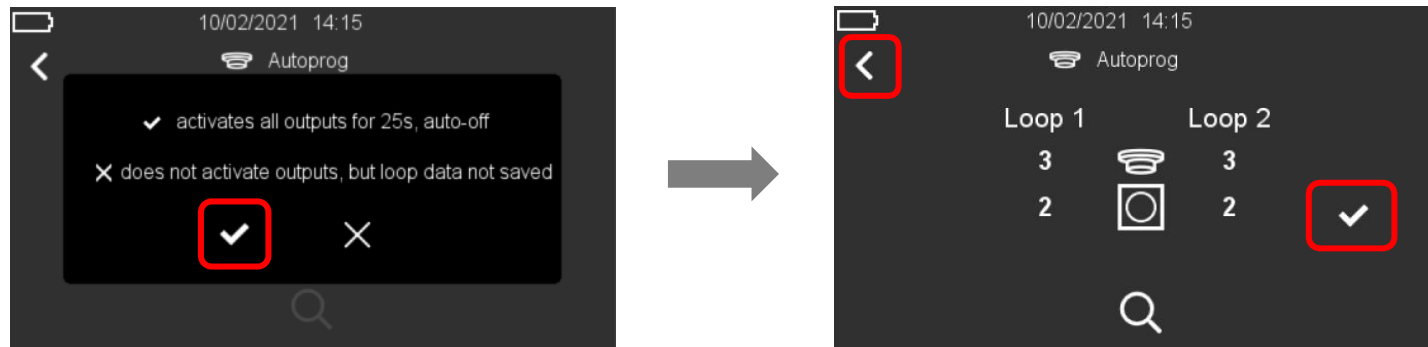 10/02/2021 14:15
Autoprog
activates all outputs for 25s, auto-off
does not activate outputs, but loop data not saved
10/02/2021 14:15
Autoprog
Loop 1 Loop 2
3 3
2 2